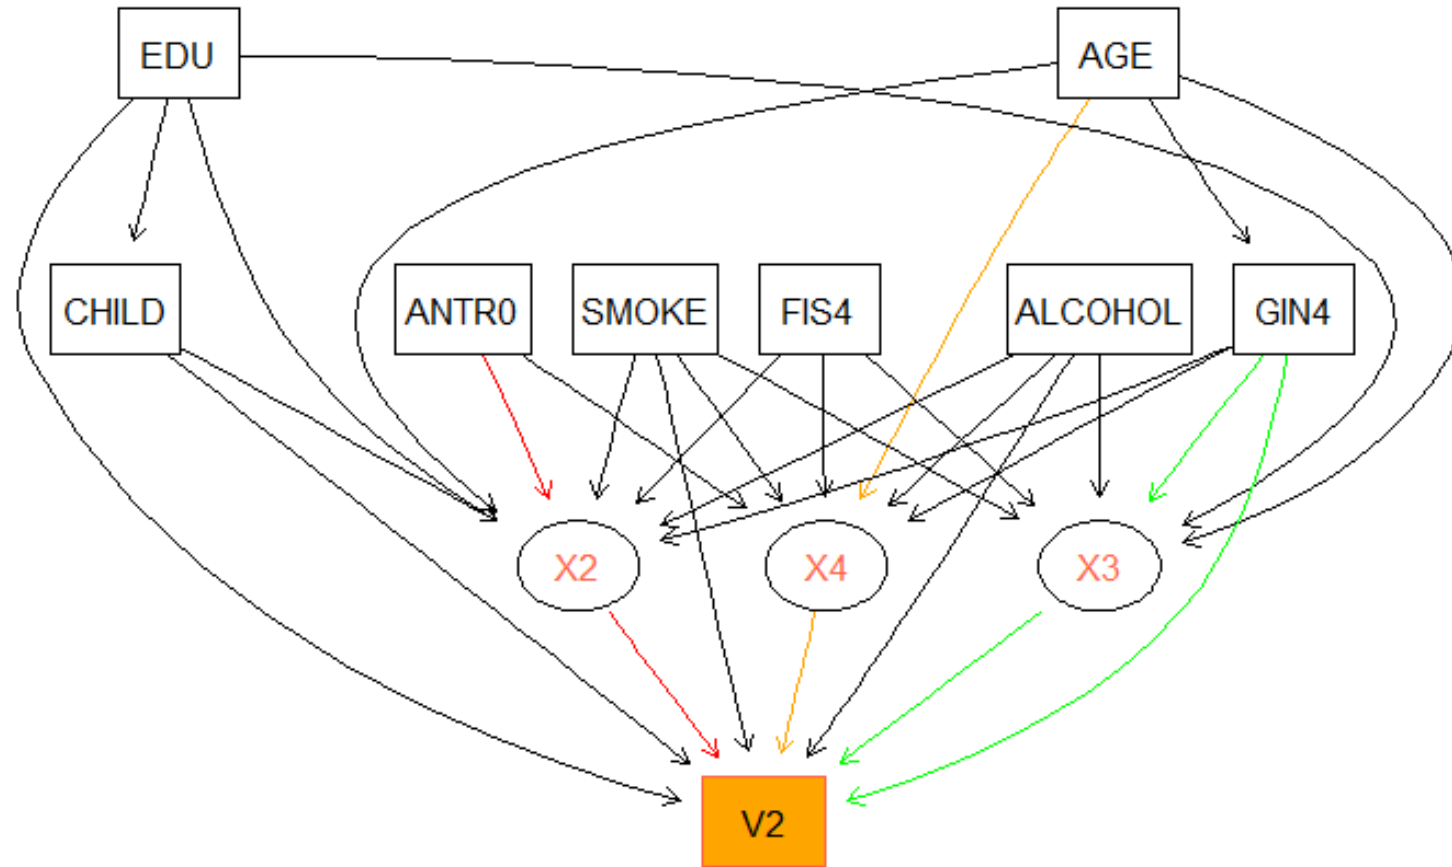 EDU
AGE
CHILD
ANTR0
SMOKE
FIS4
ALCOHOL
GIN4
X2
X4
X3
V2